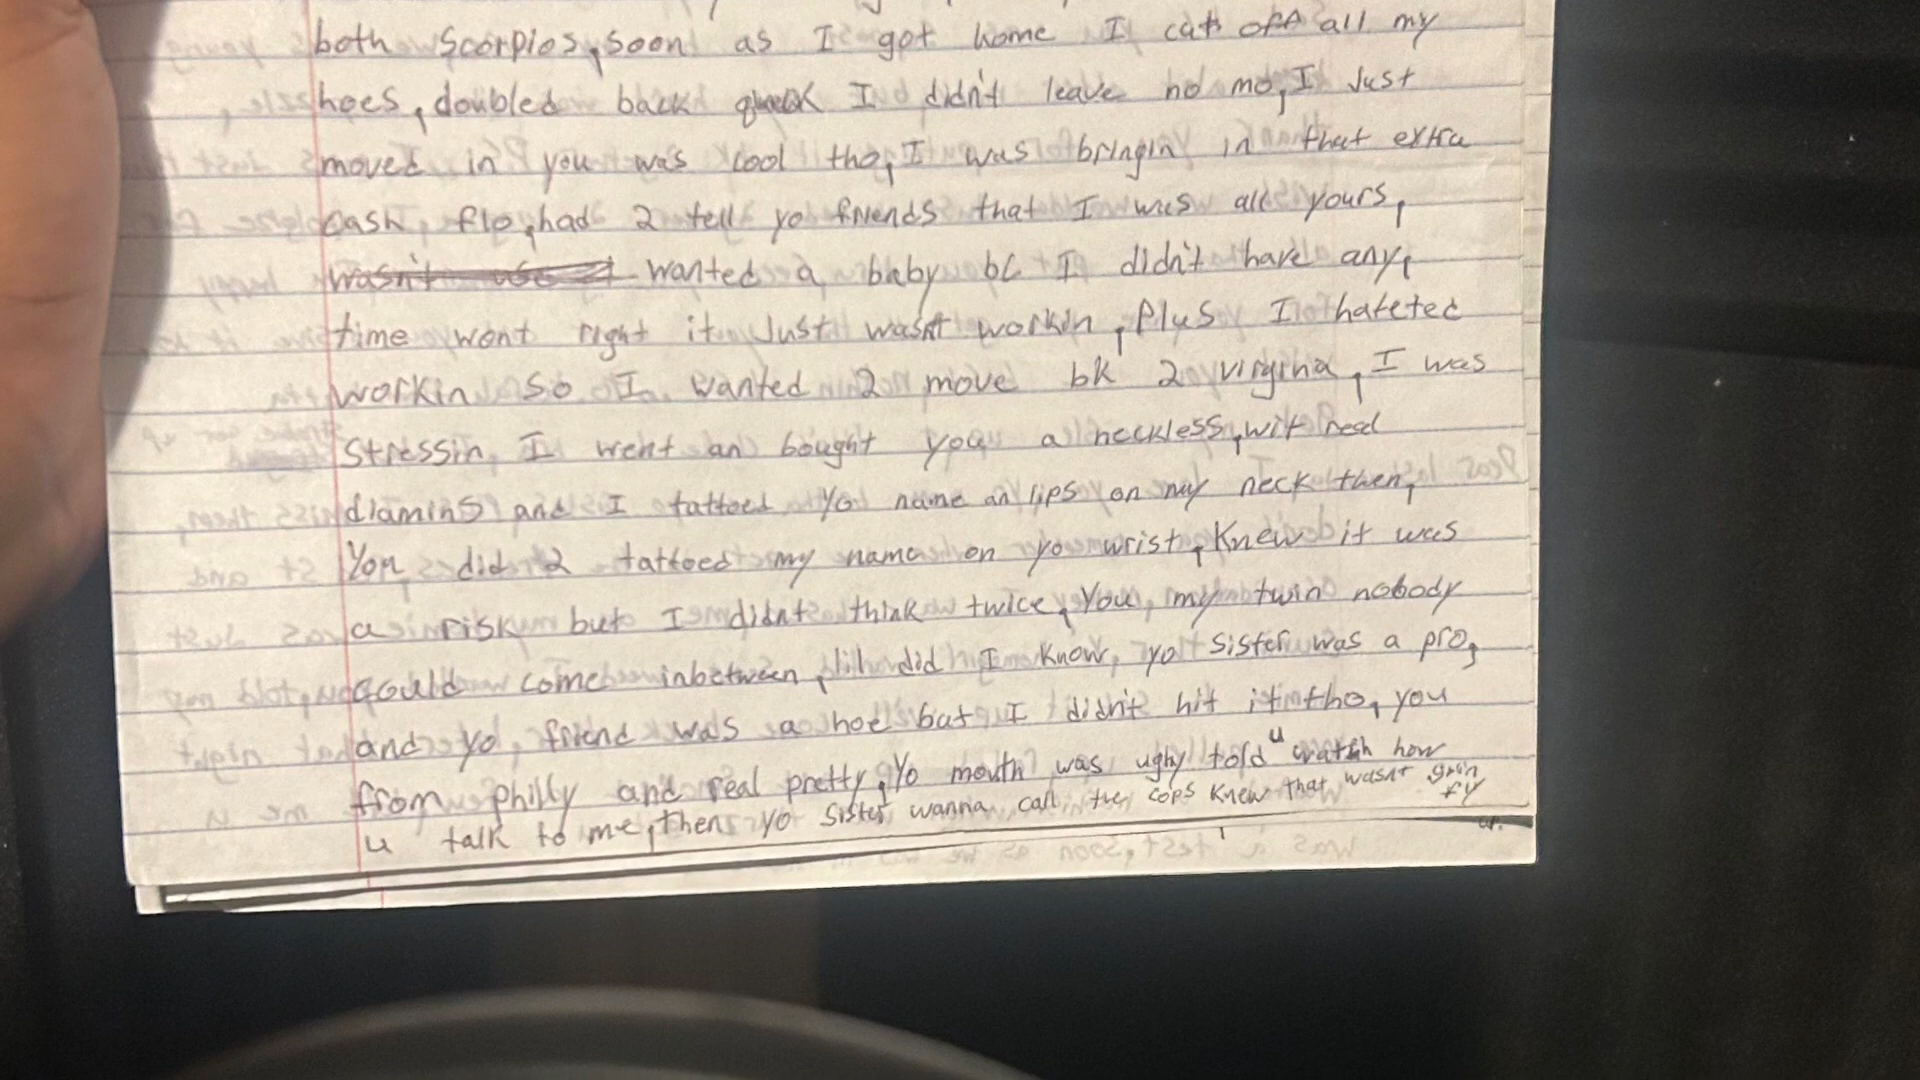 both Scorpios, soon as I got home I cut off all my
hoes, doubled back quick I didn't leave no mo, I Just
moved in you was cool tho, I was bringin in that extra
cash flo, had 2 tell yo friends that I was all yours,
wanted a baby bc I didn't have any,
time wont right it Just wasnt workin, Plus I hateted
workin so I wanted 2 move bk 2 virgina, I was
Stressin I went an bought you a neckless, wit real
diamins and I tattoed yo name an lips on my neck then,
You did 2 tattoed my name on yo wrist, Knew it was
a risk but I didnt think twice, You my twin nobody
could come inbetween, lil did I know, yo sister was a pro,
and yo friend was a hoe but I didn't hit it tho, you
from philly and real pretty, Yo mouth was ugly told u watch how
u talk to me, then yo sister wanna call the cops knew that wasnt goin
fly